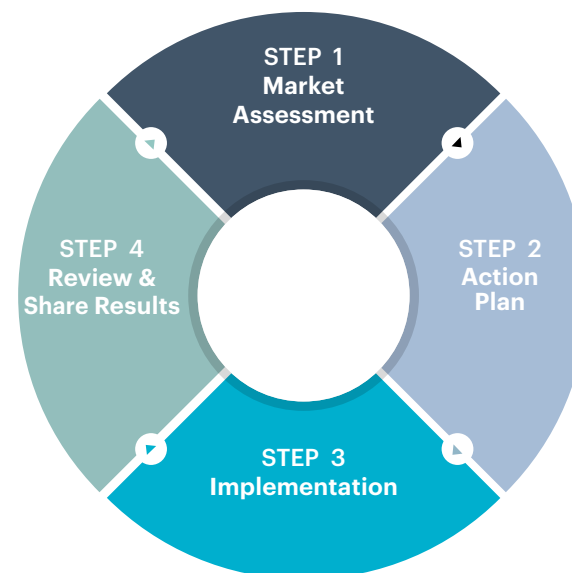 STEP 1
Market
Assessment
STEP 2
Action
Plan
STEP 3
Implementation
STEP 4
Review &
Share Results